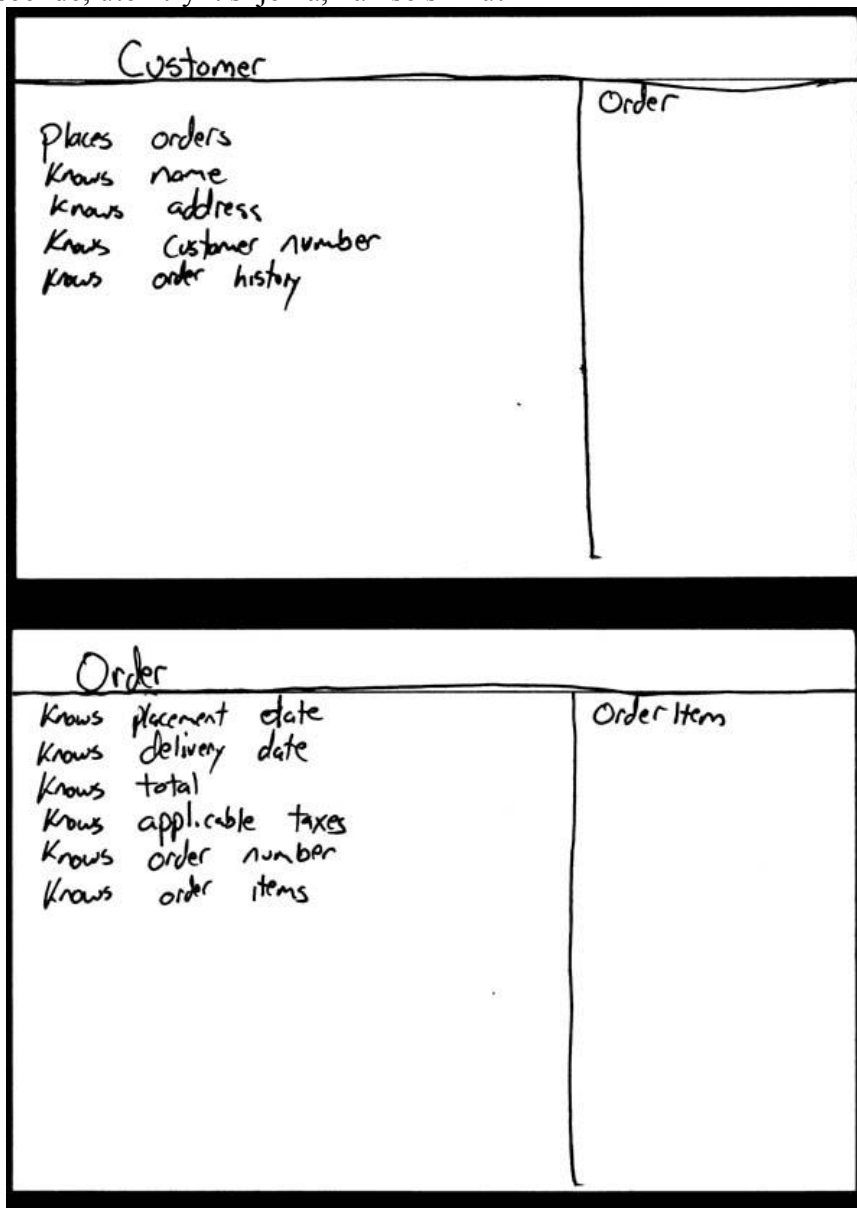 Customer
Order
Places orders
Knows name
Knows address
Knows Customer number
Knows order history
Order
Order Item
Knows placement date
Knows delivery date
Knows total
Knows applicable taxes
Knows order number
Knows order items